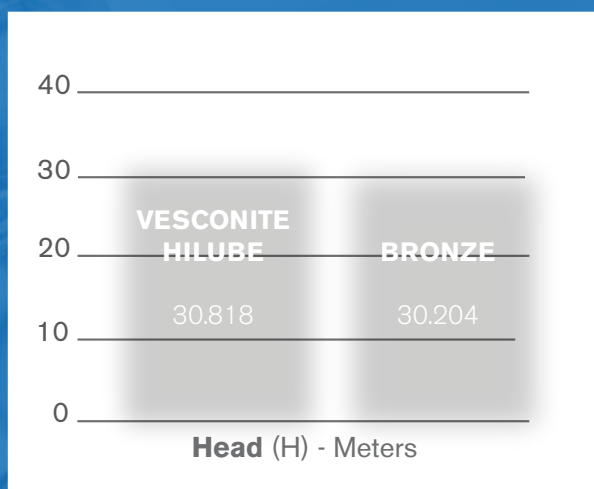 40
30
VESCONITE
HILUBE
BRONZE
20
30.818
30.204
10
0
Head (H) - Meters